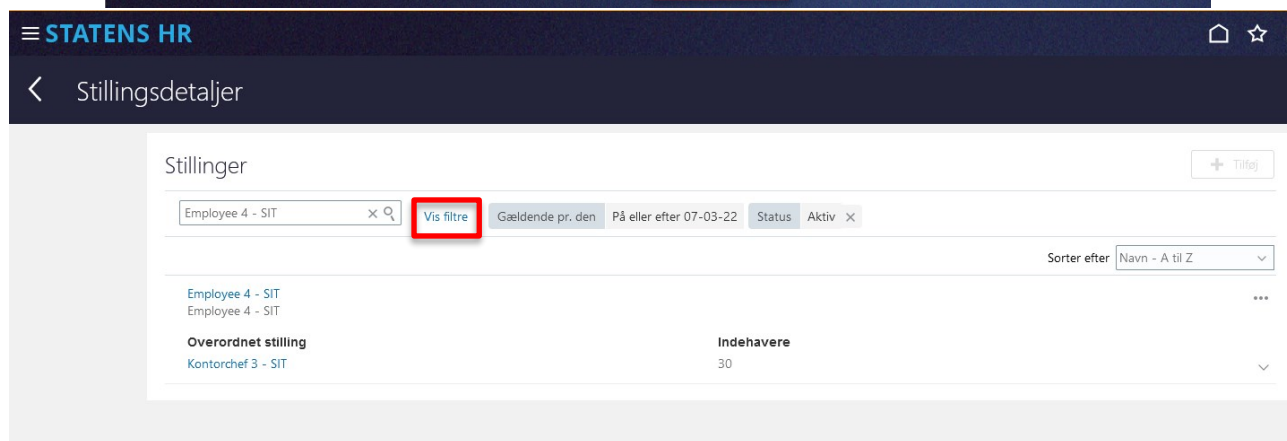 STATENS HR
Stillingsdetaljer
Stillinger
Tilføj
Employee 4 - SIT Vis filtre Gældende pr. den På eller efter 07-03-22 Status Aktiv
Sorter efter Navn - A til Z
Employee 4 - SIT
Employee 4 - SIT
Overordnet stilling Indehavere
Kontorchef 3 - SIT 30